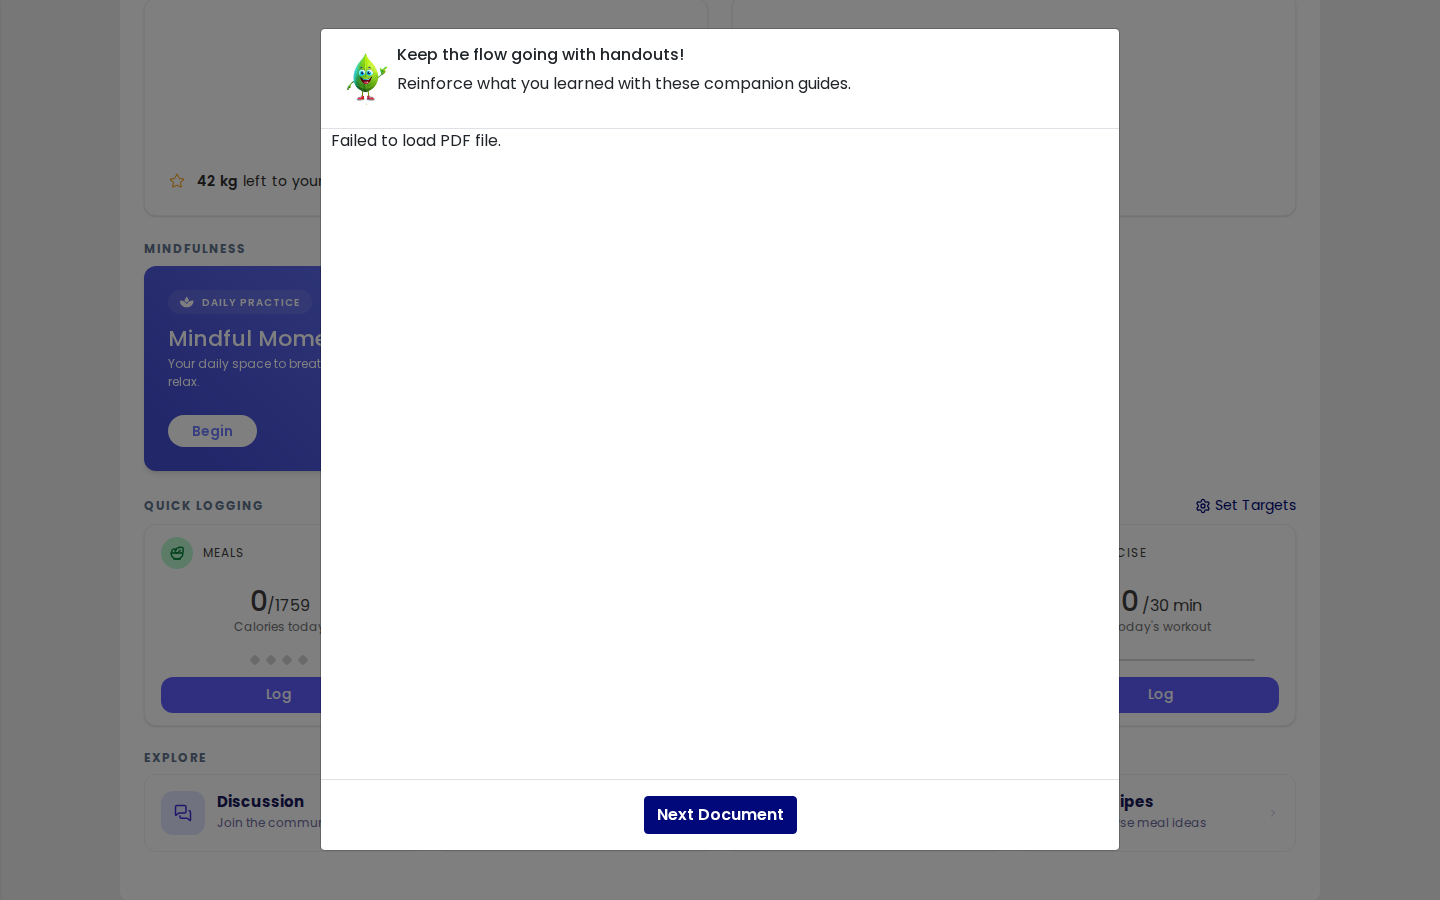 Keep the flow going with handouts!
Reinforce what you learned with these companion guides.
Failed to load PDF file.
42 kg left to your
MINDFULNESS
DAILY PRACTICE
Mindful Mome
Your daily space to breat
relax.
Begin
QUICK LOGGING
Set Targets
MEALS
CISE
0/1759
0 /30 min
Calories today
oday's workout
Log
Log
EXPLORE
Discussion
ipes
Join the commun
se meal ideas
Next Document